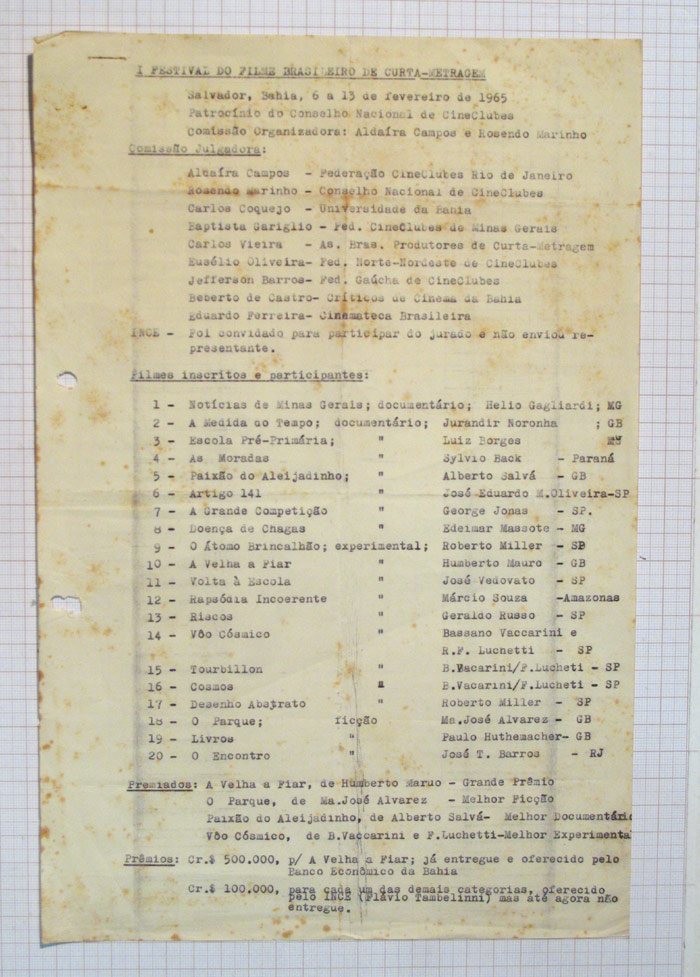 I FESTIVAL DO FILME BRASILEIRO DE CURTA-METRAGEM
Salvador, Bahia, 6 a 13 de fevereiro de 1965
Patrocínio do Conselho Nacional de CineClubes
Comissão Organizadora: Aldaíra Campos e Rosendo Marinho
Comissão Julgadora:
Aldaíra Campos - Federação CineClubes Rio de Janeiro
Rosendo Marinho - Conselho Nacional de CineClubes
Carlos Coquejo - Universidade da Bahia
Baptista Gariglio - Fed. CineClubes de Minas Gerais
Carlos Vieira - As. Bras. Produtores de Curta-Metragem
Eusélio Oliveira- Fed. Norte-Nordeste de CineClubes
Jefferson Barros- Fed. Gaúcha de CineClubes
Beberto de Castro- Críticos de Cinema da Bahia
Eduardo Ferreira- Cinemateca Brasileira
INCE - Foi convidado para participar do jurado e não enviou re-
presentante.
Filmes inscritos e participantes:
1 - Notícias de Minas Gerais; documentário; Helio Gagliardi; MG
2 - A Medida do Tempo; documentário; Jurandir Noronha ; GB
3 - Escola Pré-Primária; " Luiz Borges
4 - As Moradas " Sylvio Back - Paraná
5 - Paixão do Aleijadinho; " Alberto Salvá - GB
6 - Artigo 141 " José Eduardo M.Oliveira-SP
7 - A Grande Competição " George Jonas - SP.
8 - Doença de Chagas " Edeimar Massote - MG
9 - O Átomo Brincalhão; experimental; Roberto Miller - SP
10 - A Velha a Fiar " Humberto Mauro - GB
11 - Volta à Escola " José Vedovato - SP
12 - Rapsódia Incoerente " Márcio Souza -Amazonas
13 - Riscos " Geraldo Russo - SP
14 - Vôo Cósmico " Bassano Vaccarini e
R.F. Luchetti - SP
15 - Tourbillon " B.Vacarini/F.Lucheti - SP
16 - Cosmos " B.Vacarini/F.Lucheti - SP
17 - Desenho Abstrato " Roberto Miller - SP
18 - O Parque; ficção Ma.José Alvarez - GB
19 - Livros " Paulo Huthemacher- GB
20 - O Encontro " José T. Barros - RJ
Premiados: A Velha a Fiar, de Humberto Maruo - Grande Prêmio
O Parque, de Ma.José Alvarez - Melhor Ficção
Paixão do Aleijadinho, de Alberto Salvá- Melhor Documentário
Vôo Cósmico, de B.Vaccarini e F.Luchetti-Melhor Experimental
Prêmios: Cr.$ 500.000, p/ A Velha a Fiar; já entregue e oferecido pelo
Banco Econômico da Bahia
Cr.$ 100.000, para cada um das demais categorias, oferecido
pelo INCE (Flávio Tambelinni) mas até agora não
entregue.